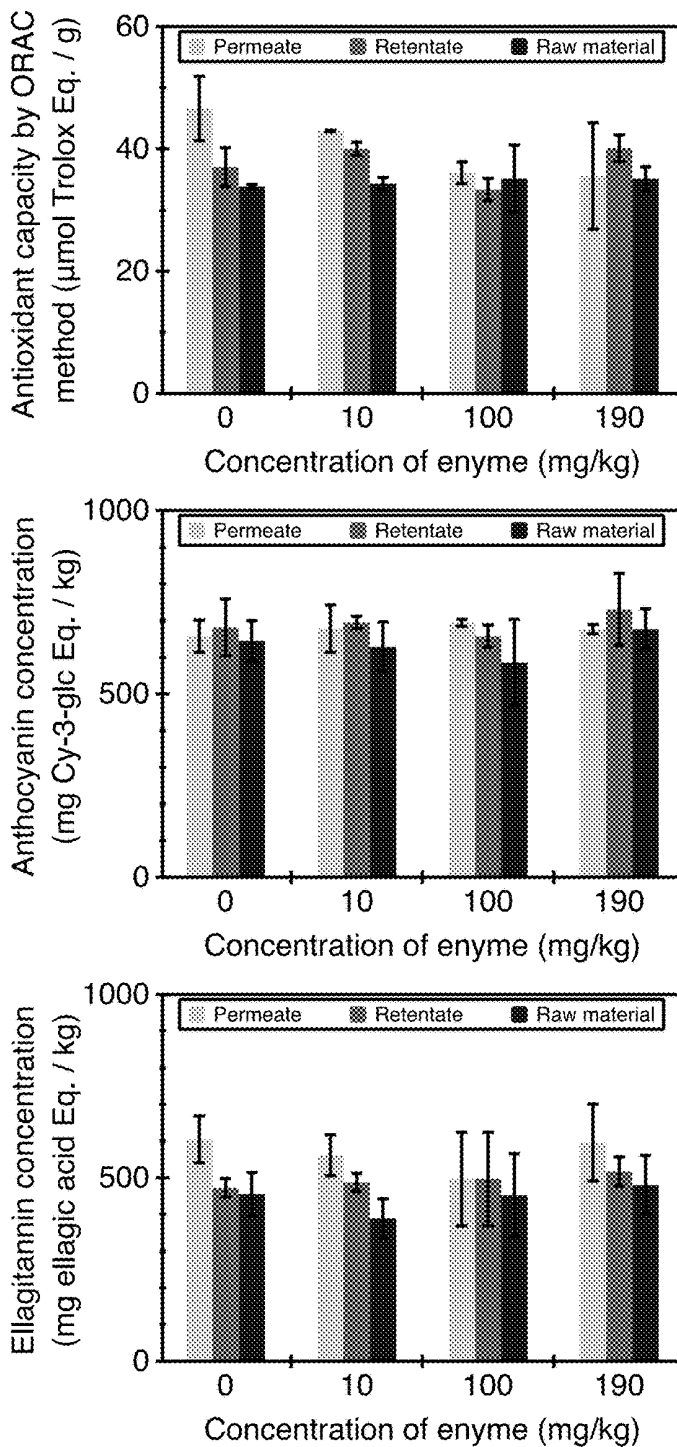 Antioxidant capacity by ORAC
method (μmol Trolox Eq. / g)
60
40
20
0
Permeate Retentate Raw material
0 10 100 190
Concentration of enyme (mg/kg)
Anthocyanin concentration
(mg Cy-3-glc Eq. / kg)
1000
500
0
Permeate Retentate Raw material
0 10 100 190
Concentration of enyme (mg/kg)
Ellagitannin concentration
(mg ellagic acid Eq. / kg)
1000
500
0
Permeate Retentate Raw material
0 10 100 190
Concentration of enyme (mg/kg)